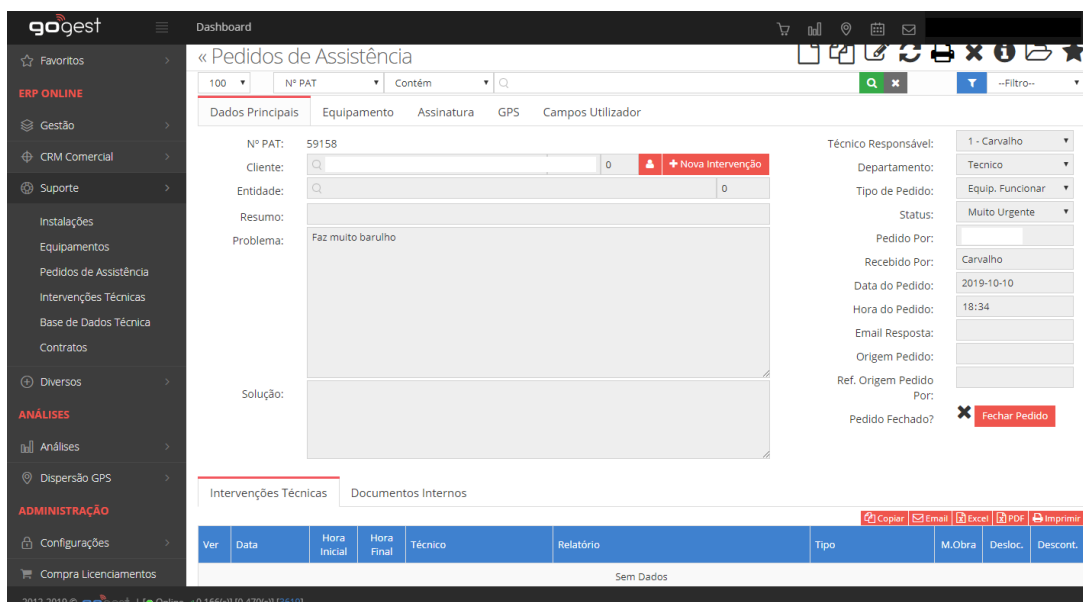 gogest
Dashboard
Favoritos
ERP ONLINE
Gestão
CRM Comercial
Suporte
Instalações
Equipamentos
Pedidos de Assistência
Intervenções Técnicas
Base de Dados Técnica
Contratos
Diversos
ANÁLISES
Análises
Dispersão GPS
ADMINISTRAÇÃO
Configurações
Compra Licenciamentos
« Pedidos de Assistência
100 Nº PAT Contém --Filtro--
Dados Principais Equipamento Assinatura GPS Campos Utilizador
Nº PAT: 59158
Cliente: 0 Nova Intervenção
Entidade: 0
Resumo:
Problema: Faz muito barulho
Solução:
Técnico Responsável: 1 - Carvalho
Departamento: Tecnico
Tipo de Pedido: Equip. Funcionar
Status: Muito Urgente
Pedido Por:
Recebido Por: Carvalho
Data do Pedido: 2019-10-10
Hora do Pedido: 18:34
Email Resposta:
Origem Pedido:
Ref. Origem Pedido
Por:
Pedido Fechado? Fechar Pedido
Intervenções Técnicas Documentos Internos
Copiar Email Excel PDF Imprimir
Ver Data Hora Inicial Hora Final Técnico Relatório Tipo M.Obra Desloc. Descont.
Sem Dados